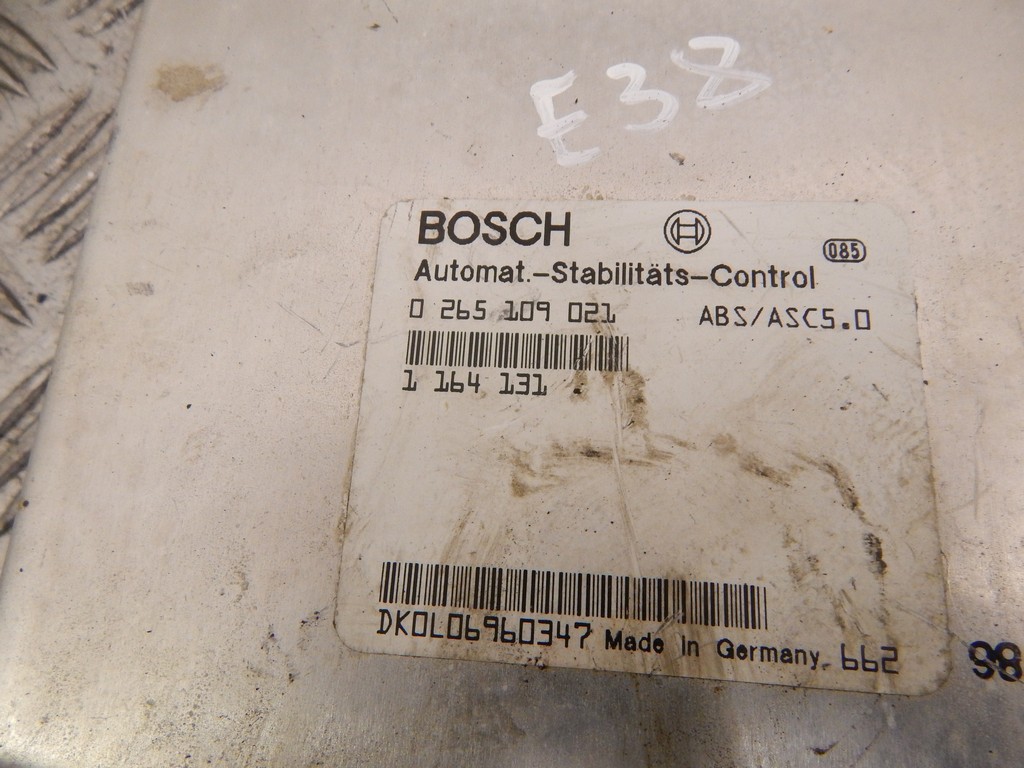 E38
BOSCH
085
Automat.-Stabilitäts-Control
0 265 109 021 ABS/ASC5.0
1 164 131
DK0L06960347 Made in Germany 662
98